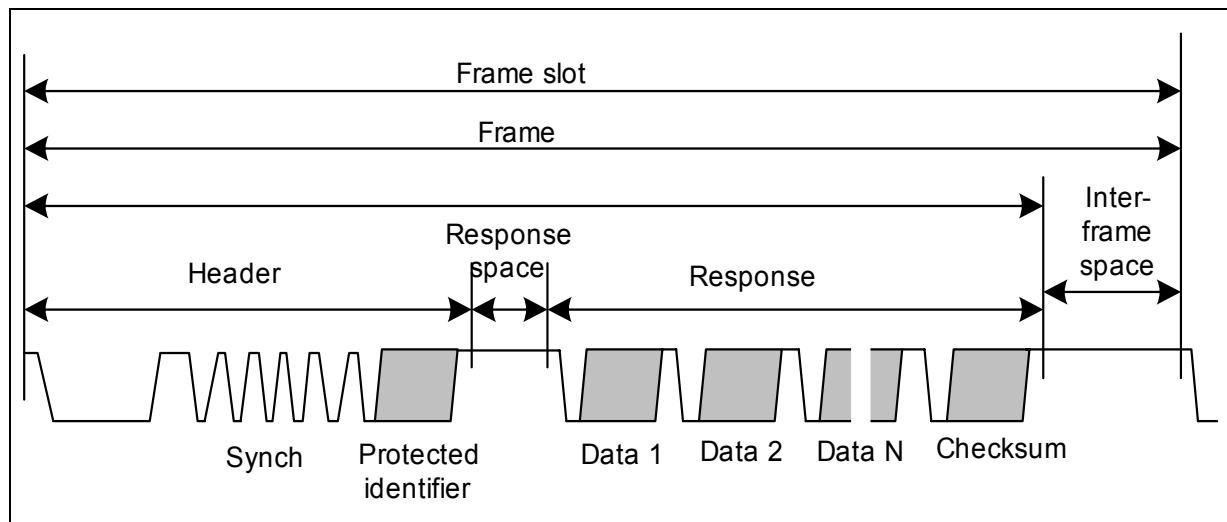 Frame slot
Frame
Inter-
frame
space
Response
space
Header
Response
Synch
Protected
identifier
Data 1
Data 2
Data N
Checksum